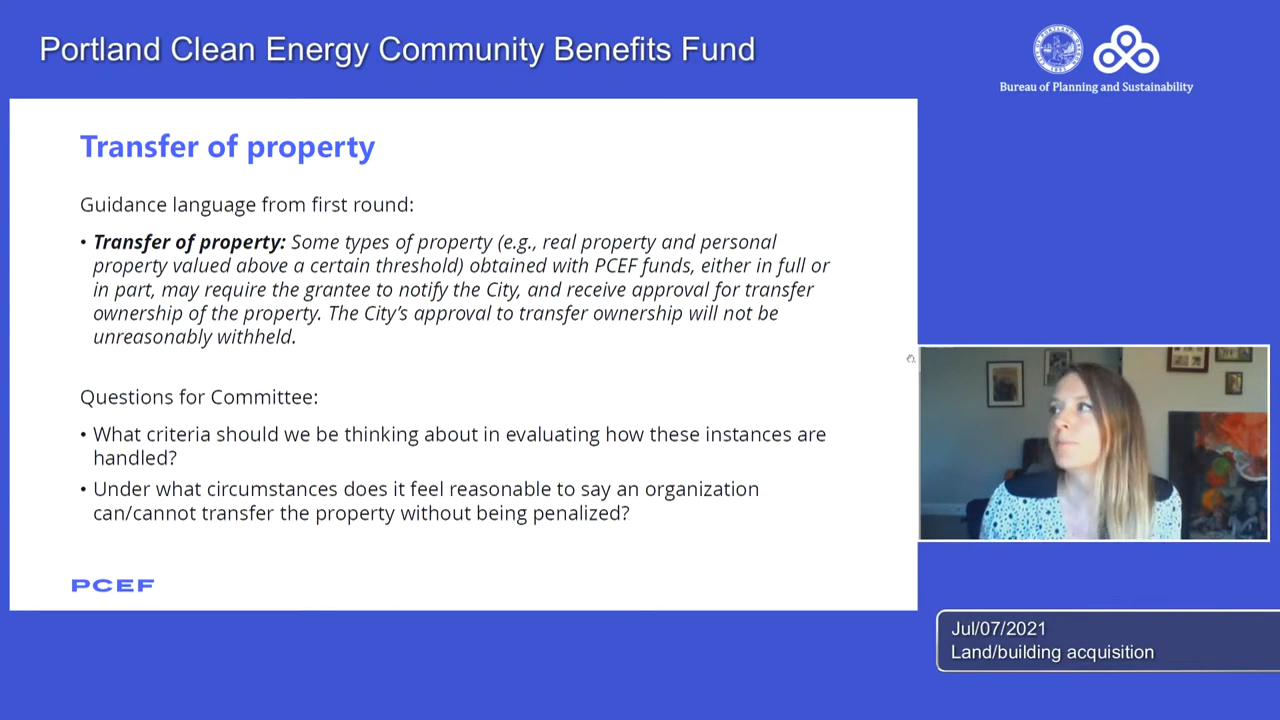 Portland Clean Energy Community Benefits Fund
Bureau of Planning and Sustainability
Transfer of property
Guidance language from first round:
• Transfer of property: Some types of property (e.g., real property and personal
property valued above a certain threshold) obtained with PCEF funds, either in full or
in part, may require the grantee to notify the City, and receive approval for transfer
ownership of the property. The City’s approval to transfer ownership will not be
unreasonably withheld.
Questions for Committee:
• What criteria should we be thinking about in evaluating how these instances are
handled?
• Under what circumstances does it feel reasonable to say an organization
can/cannot transfer the property without being penalized?
PCEF
Jul/07/2021
Land/building acquisition